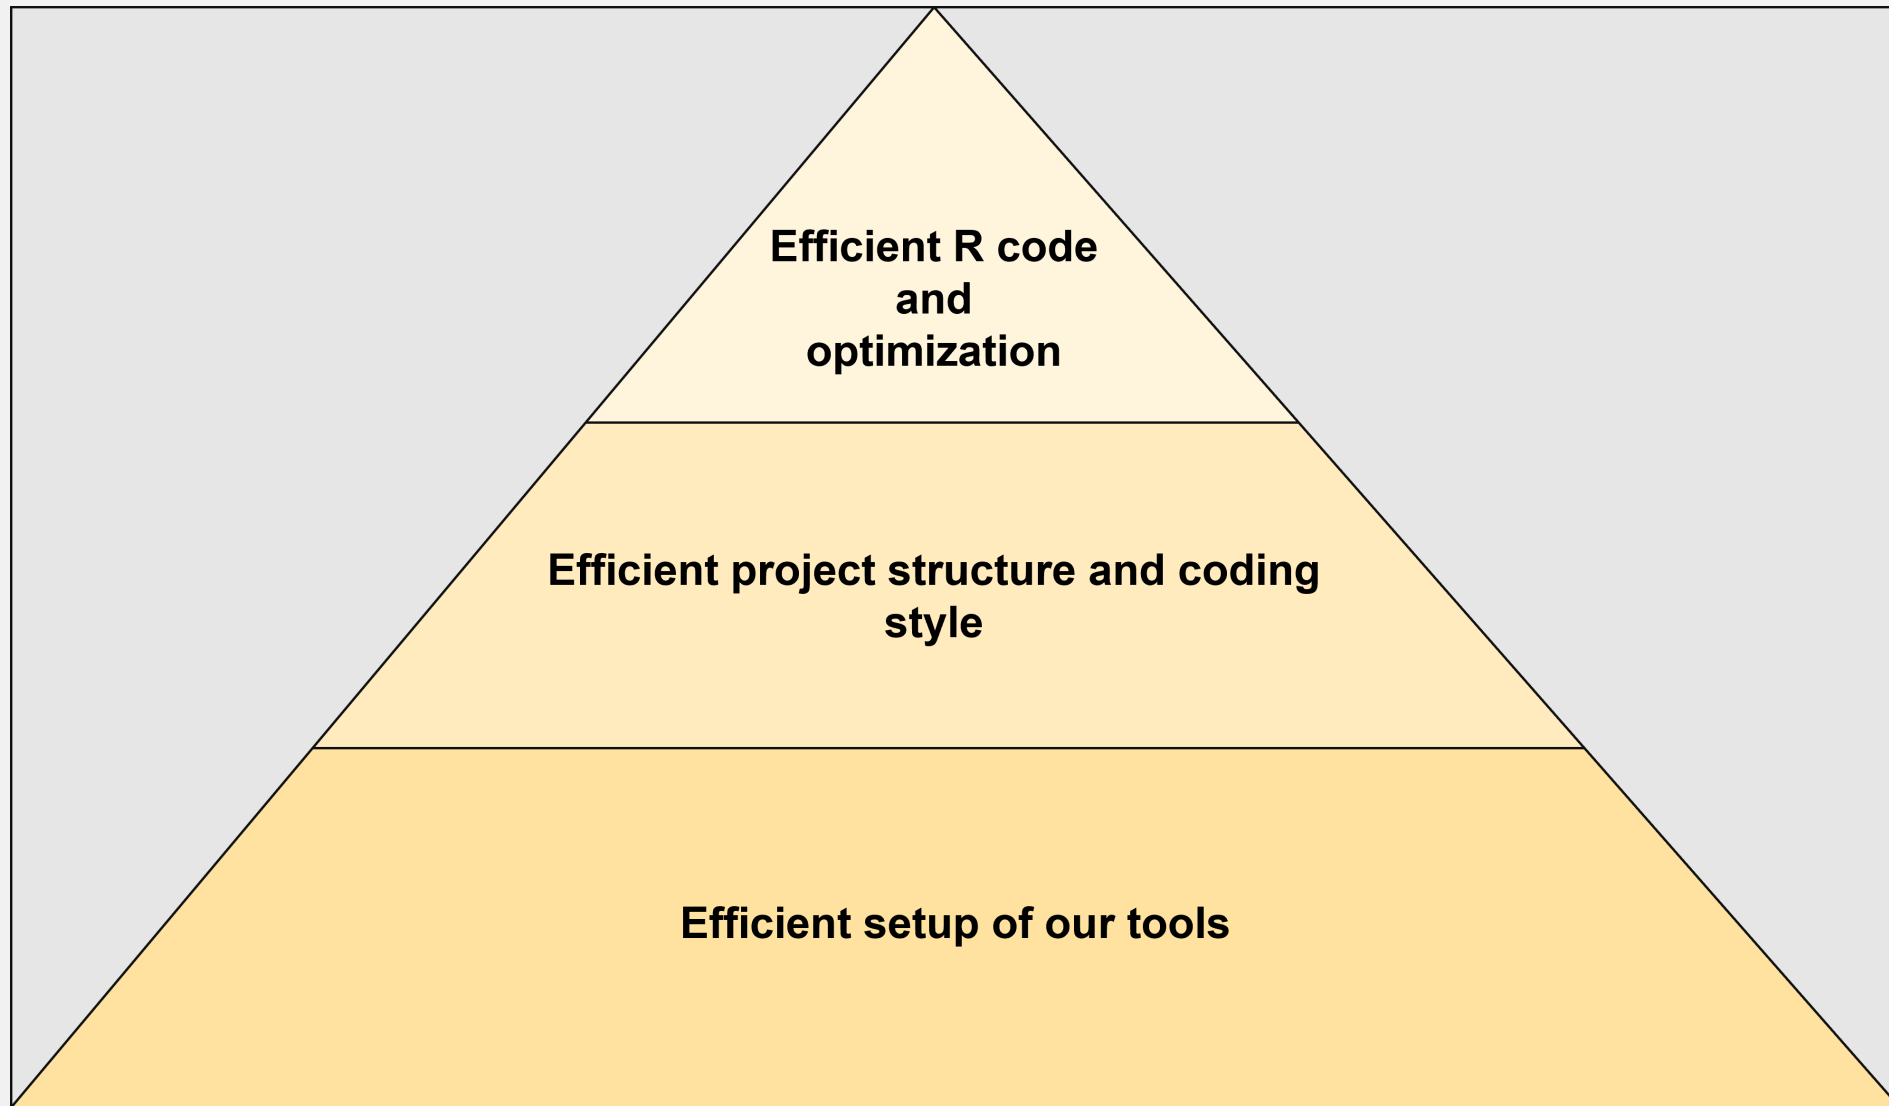 Efficient R code
and
optimization
Efficient project structure and coding
style
Efficient setup of our tools